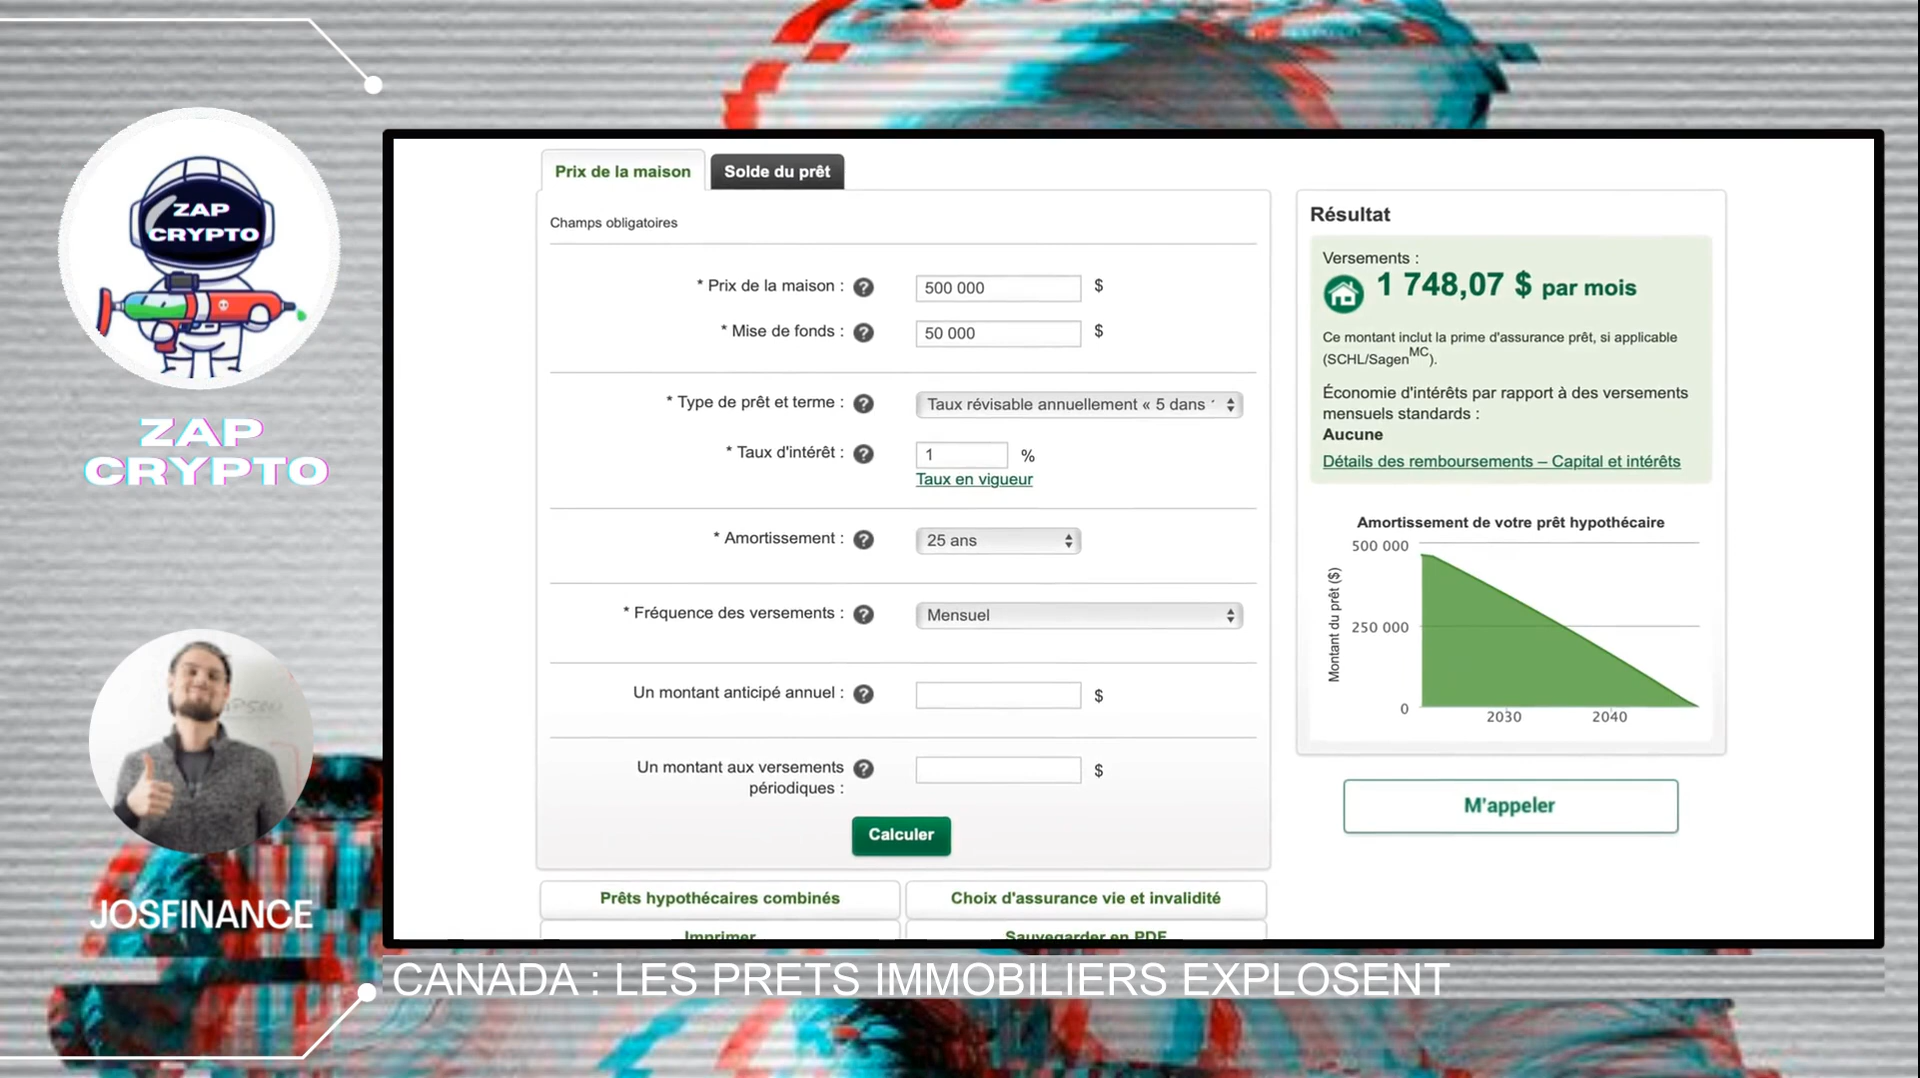 ZAP
CRYPTO
ZAP
CRYPTO
JOSFINANCE
Prix de la maison
Solde du prêt
Champs obligatoires
* Prix de la maison : ?
500 000 $
* Mise de fonds : ?
50 000 $
* Type de prêt et terme : ?
Taux révisable annuellement « 5 dans
* Taux d'intérêt : ?
1 %
Taux en vigueur
* Amortissement : ?
25 ans
* Fréquence des versements : ?
Mensuel
Un montant anticipé annuel : ?
$
Un montant aux versements ?
périodiques :
$
Calculer
Prêts hypothécaires combinés
Choix d'assurance vie et invalidité
Imprimer
Sauvegarder en PDF
Résultat
Versements :
1 748,07 $ par mois
Ce montant inclut la prime d'assurance prêt, si applicable
(SCHL/SagenMC).
Économie d'intérêts par rapport à des versements
mensuels standards :
Aucune
Détails des remboursements – Capital et intérêts
Amortissement de votre prêt hypothécaire
500 000
250 000
0
Montant du prêt ($)
2030
2040
M'appeler
CANADA : LES PRETS IMMOBILIERS EXPLOSENT